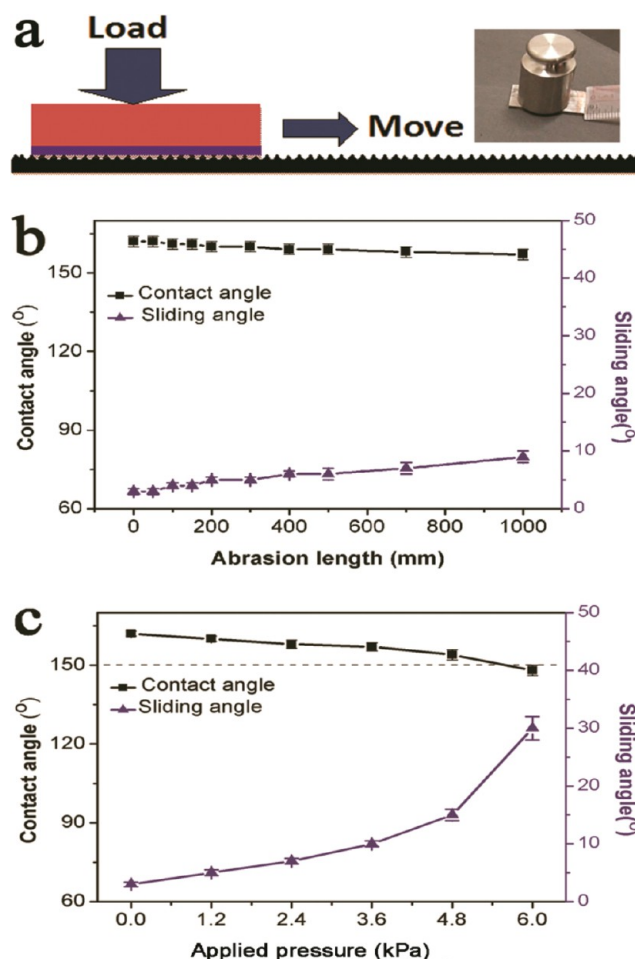 a
Load
Move
b
Contact angle (°)
150
120
90
60
Contact angle
Sliding angle
50
40
30
20
10
0
Sliding angle(°)
0 200 400 600 800 1000
Abrasion length (mm)
c
Contact angle (°)
150
120
90
60
Contact angle
Sliding angle
50
40
30
20
10
0
Sliding angle(°)
0.0 1.2 2.4 3.6 4.8 6.0
Applied pressure (kPa)